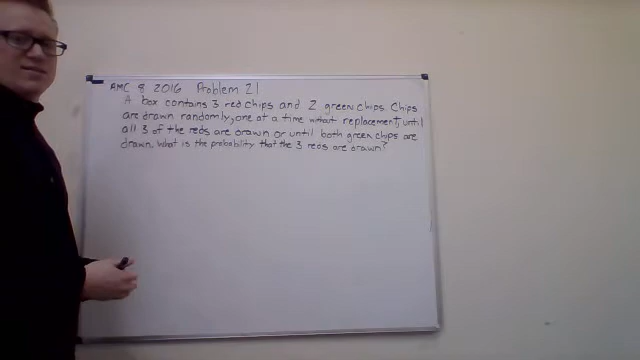 AMC 8 2016 Problem 21
A box contains 3 red chips and 2 green chips. Chips
are drawn randomly, one at a time without replacement, until
all 3 of the reds are drawn or until both green chips are
drawn. What is the probability that the 3 reds are drawn?